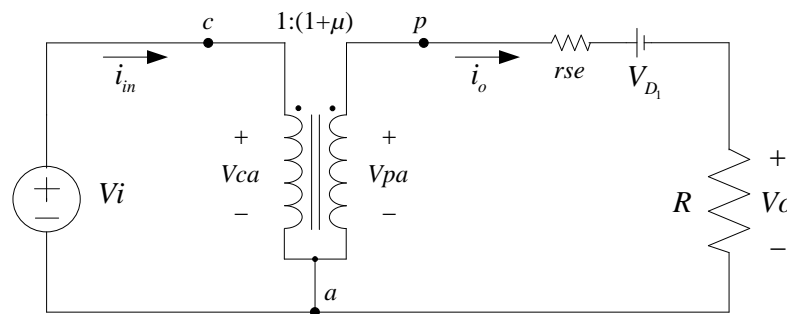 c 1:(1+μ) p
i_in i_o rse V_D1
+ +
Vca Vpa
− −
+
−
Vi
R
+
Vo
−
a